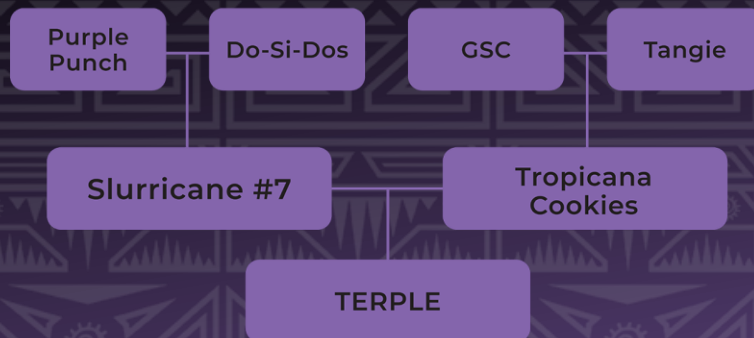 Purple
Punch
Do-Si-Dos
GSC
Tangie
Slurricane #7
Tropicana
Cookies
TERPLE